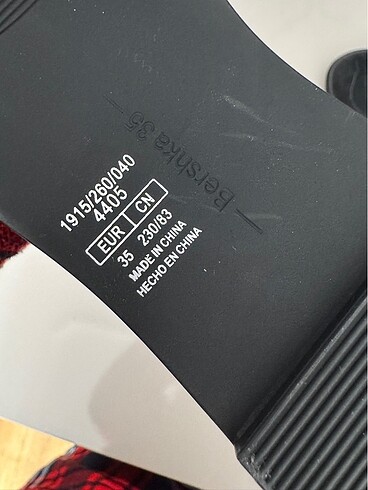 Bershka 35
1915/260/040
4405
EUR CN
35 230/83
MADE IN CHINA
HECHO EN CHINA